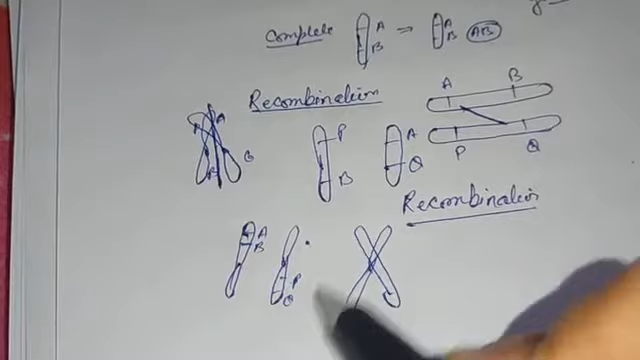 Complete A B = A B AB
Recombination A B
P Q
P B A Q
Recombination
A B P Q